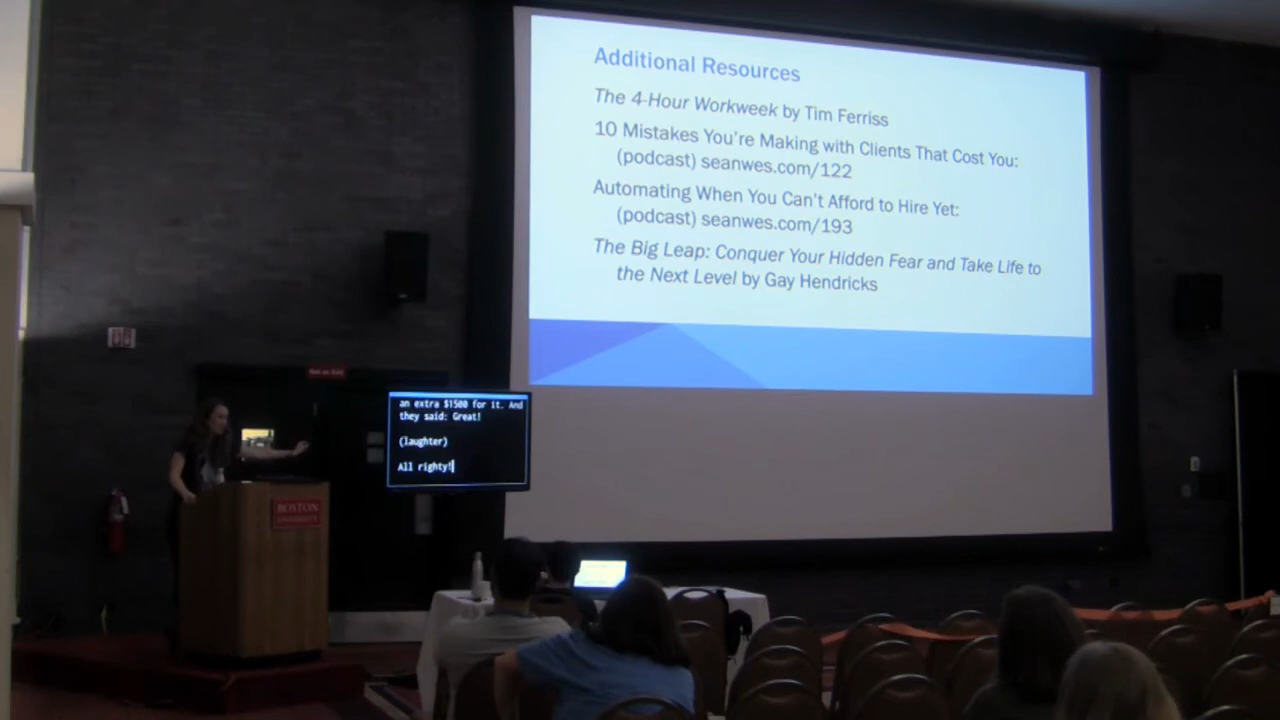 Additional Resources
The 4-Hour Workweek by Tim Ferriss
10 Mistakes You're Making with Clients That Cost You:
(podcast) seanwes.com/122
Automating When You Can't Afford to Hire Yet:
(podcast) seanwes.com/193
The Big Leap: Conquer Your Hidden Fear and Take Life to
the Next Level by Gay Hendricks
an extra $1500 for it. And
they said: Great!
(laughter)
All righty!
BOSTON
UNIVERSITY